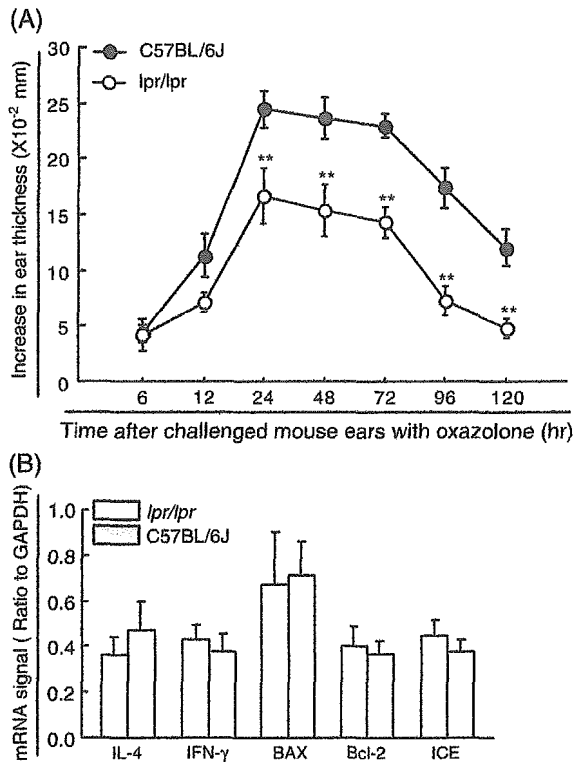 (A)
C57BL/6J
lpr/lpr
Increase in ear thickness (X10⁻² mm)
30
25
20
15
10
5
0
**
**
**
**
**
6 12 24 48 72 96 120
Time after challenged mouse ears with oxazolone (hr)
(B)
mRNA signal ( Ratio to GAPDH)
lpr/lpr
C57BL/6J
1.0
0.8
0.6
0.4
0.2
0.0
IL-4 IFN-γ BAX Bcl-2 ICE